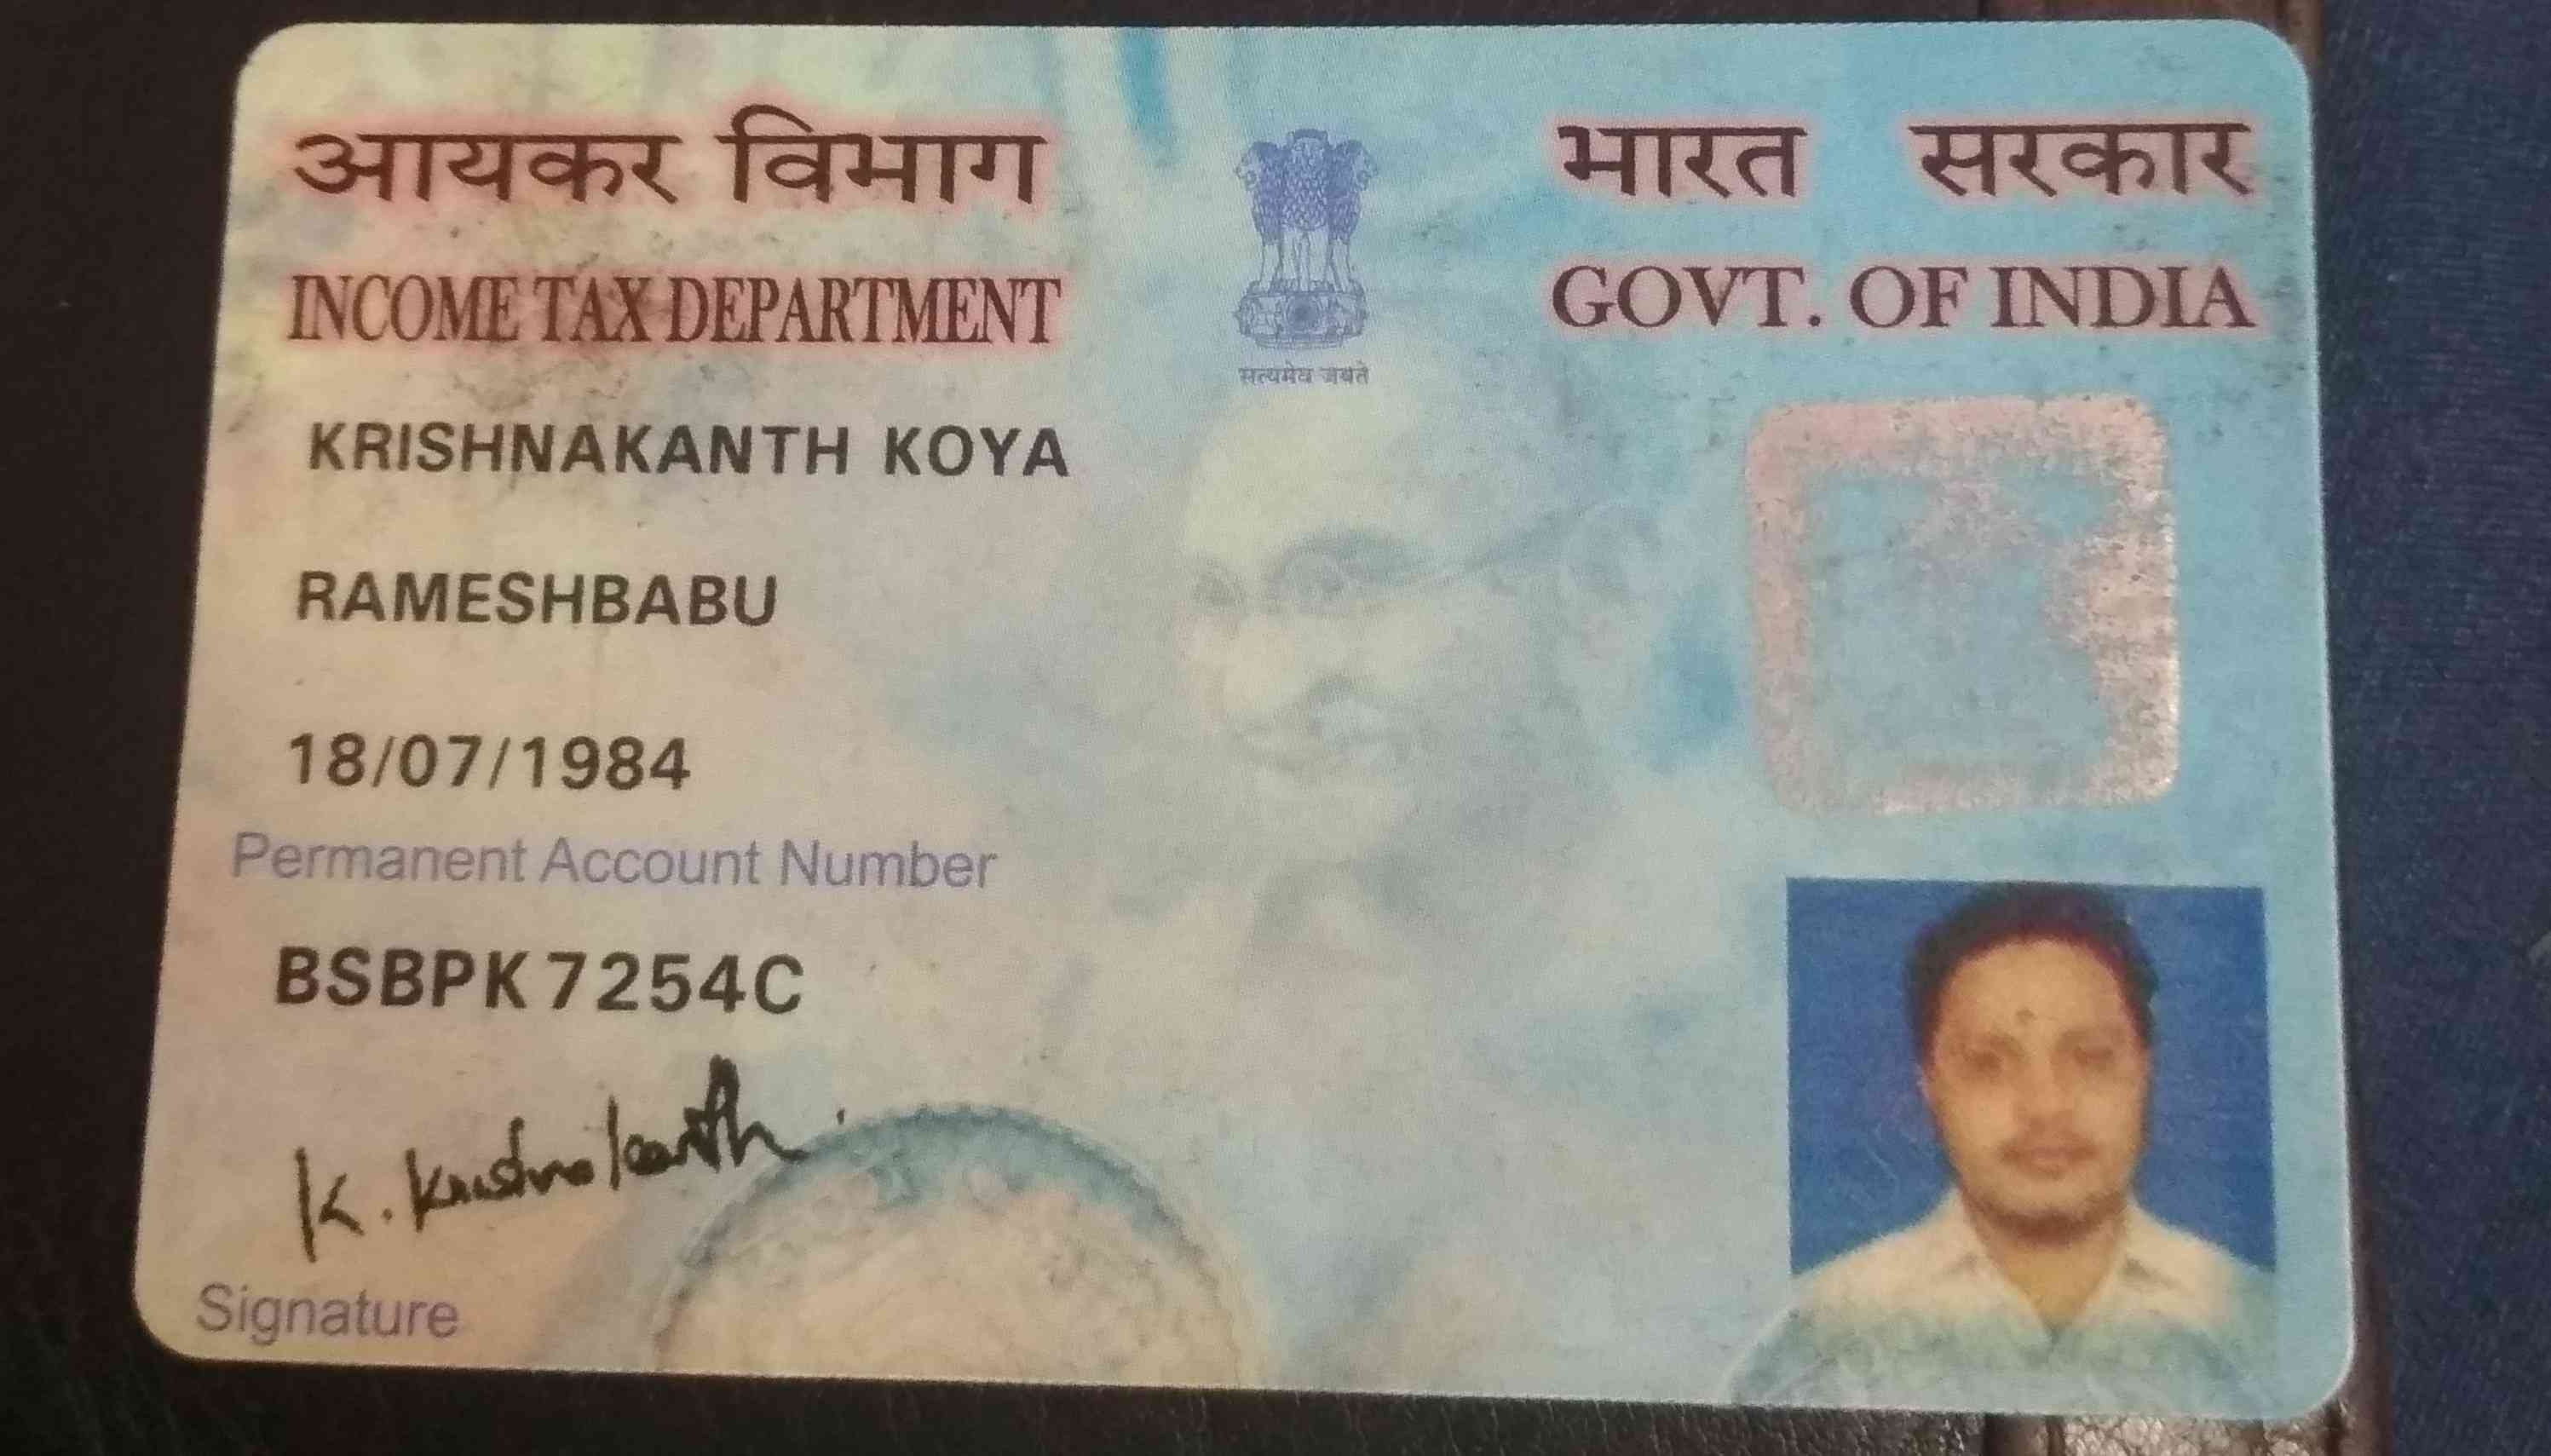 आयकर विभाग
INCOME TAX DEPARTMENT
सत्यमेव जयते
भारत सरकार
GOVT. OF INDIA
KRISHNAKANTH KOYA
RAMESHBABU
18/07/1984
Permanent Account Number
BSBPK7254C
K. Krishnakanth
Signature